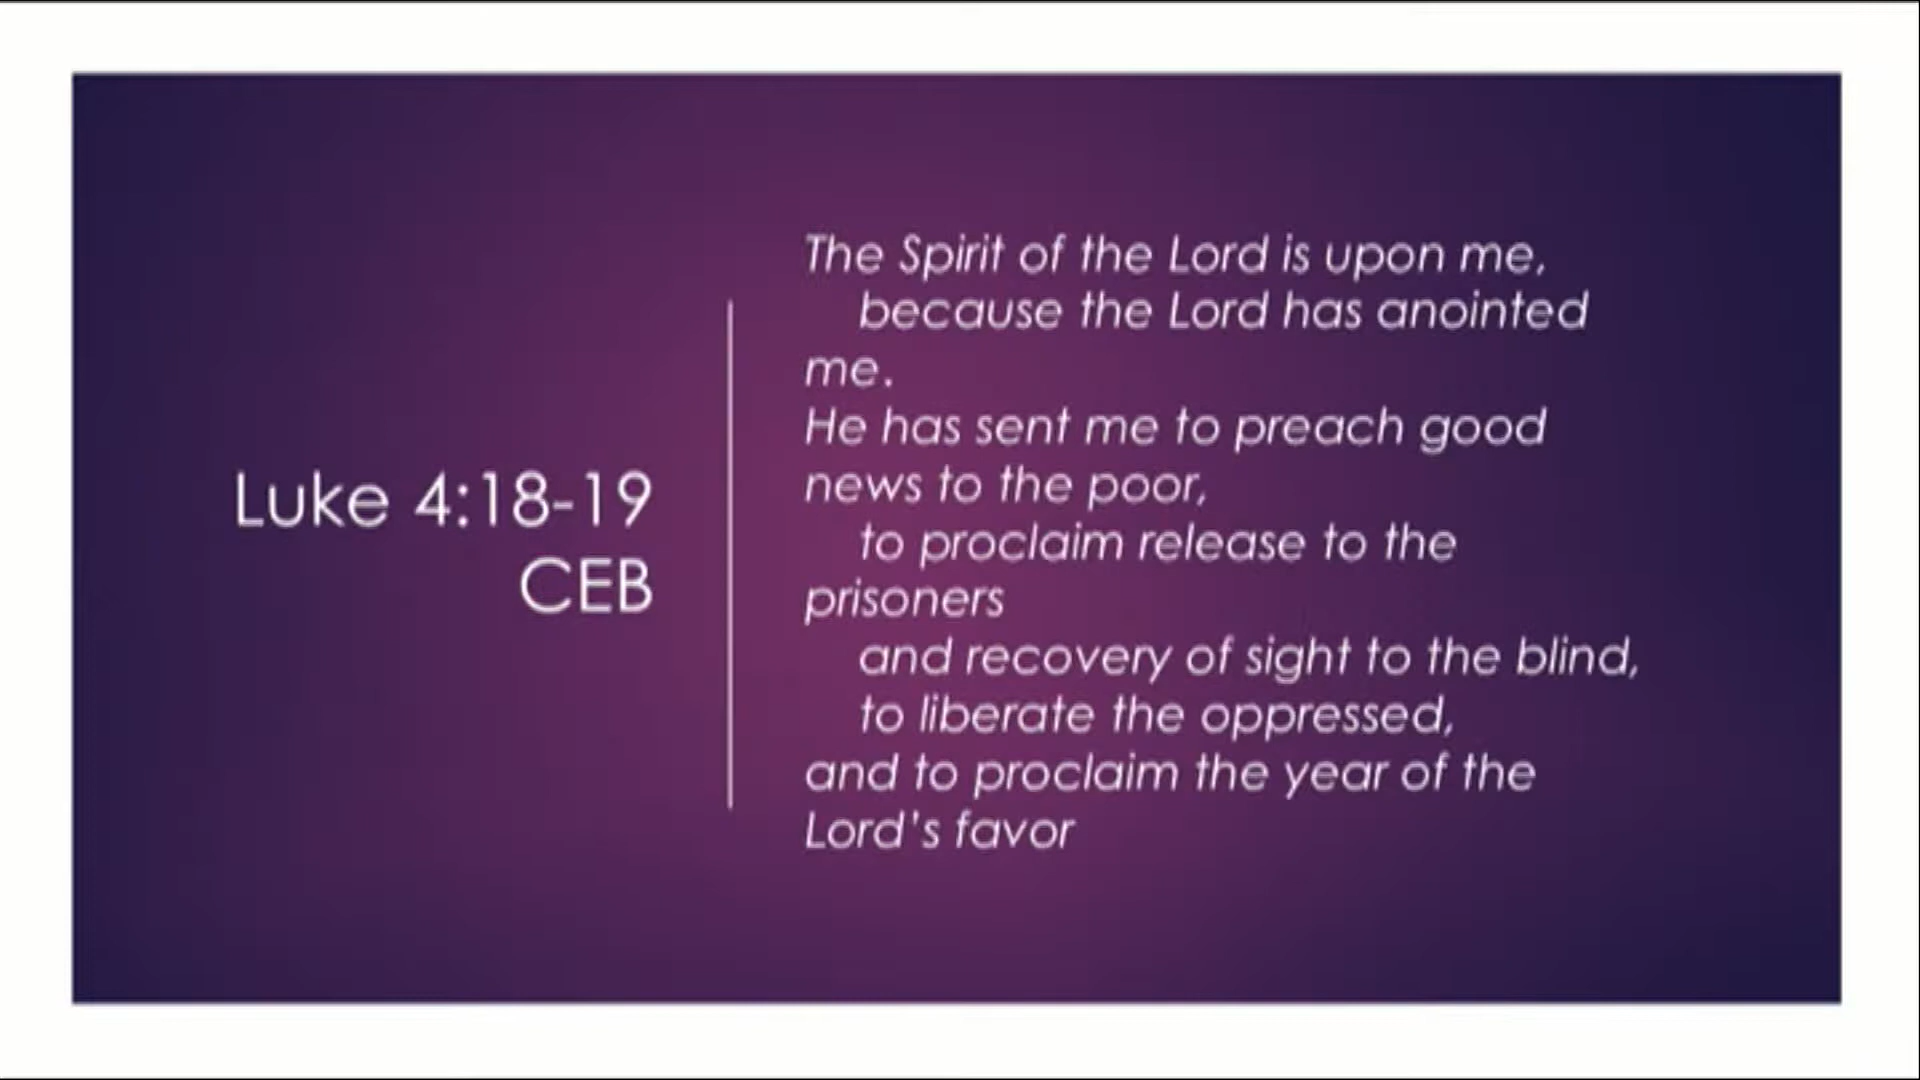 Luke 4:18-19
CEB
The Spirit of the Lord is upon me,
because the Lord has anointed
me.
He has sent me to preach good
news to the poor,
to proclaim release to the
prisoners
and recovery of sight to the blind,
to liberate the oppressed,
and to proclaim the year of the
Lord's favor